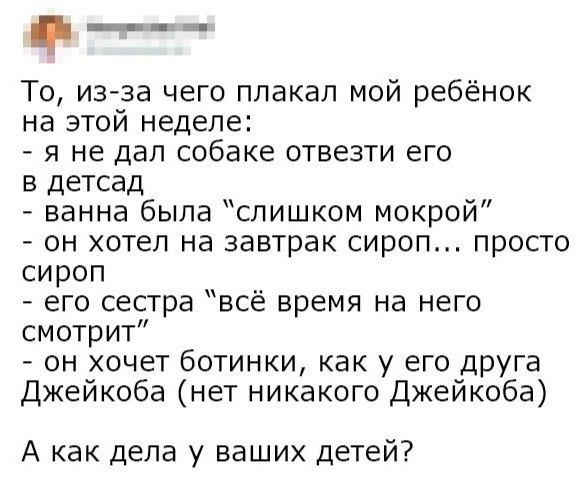 То, из-за чего плакал мой ребёнок
на этой неделе:
- я не дал собаке отвезти его
в детсад
- ванна была “слишком мокрой”
- он хотел на завтрак сироп... просто
сироп
- его сестра “всё время на него
смотрит”
- он хочет ботинки, как у его друга
Джейкоба (нет никакого Джейкоба)
А как дела у ваших детей?